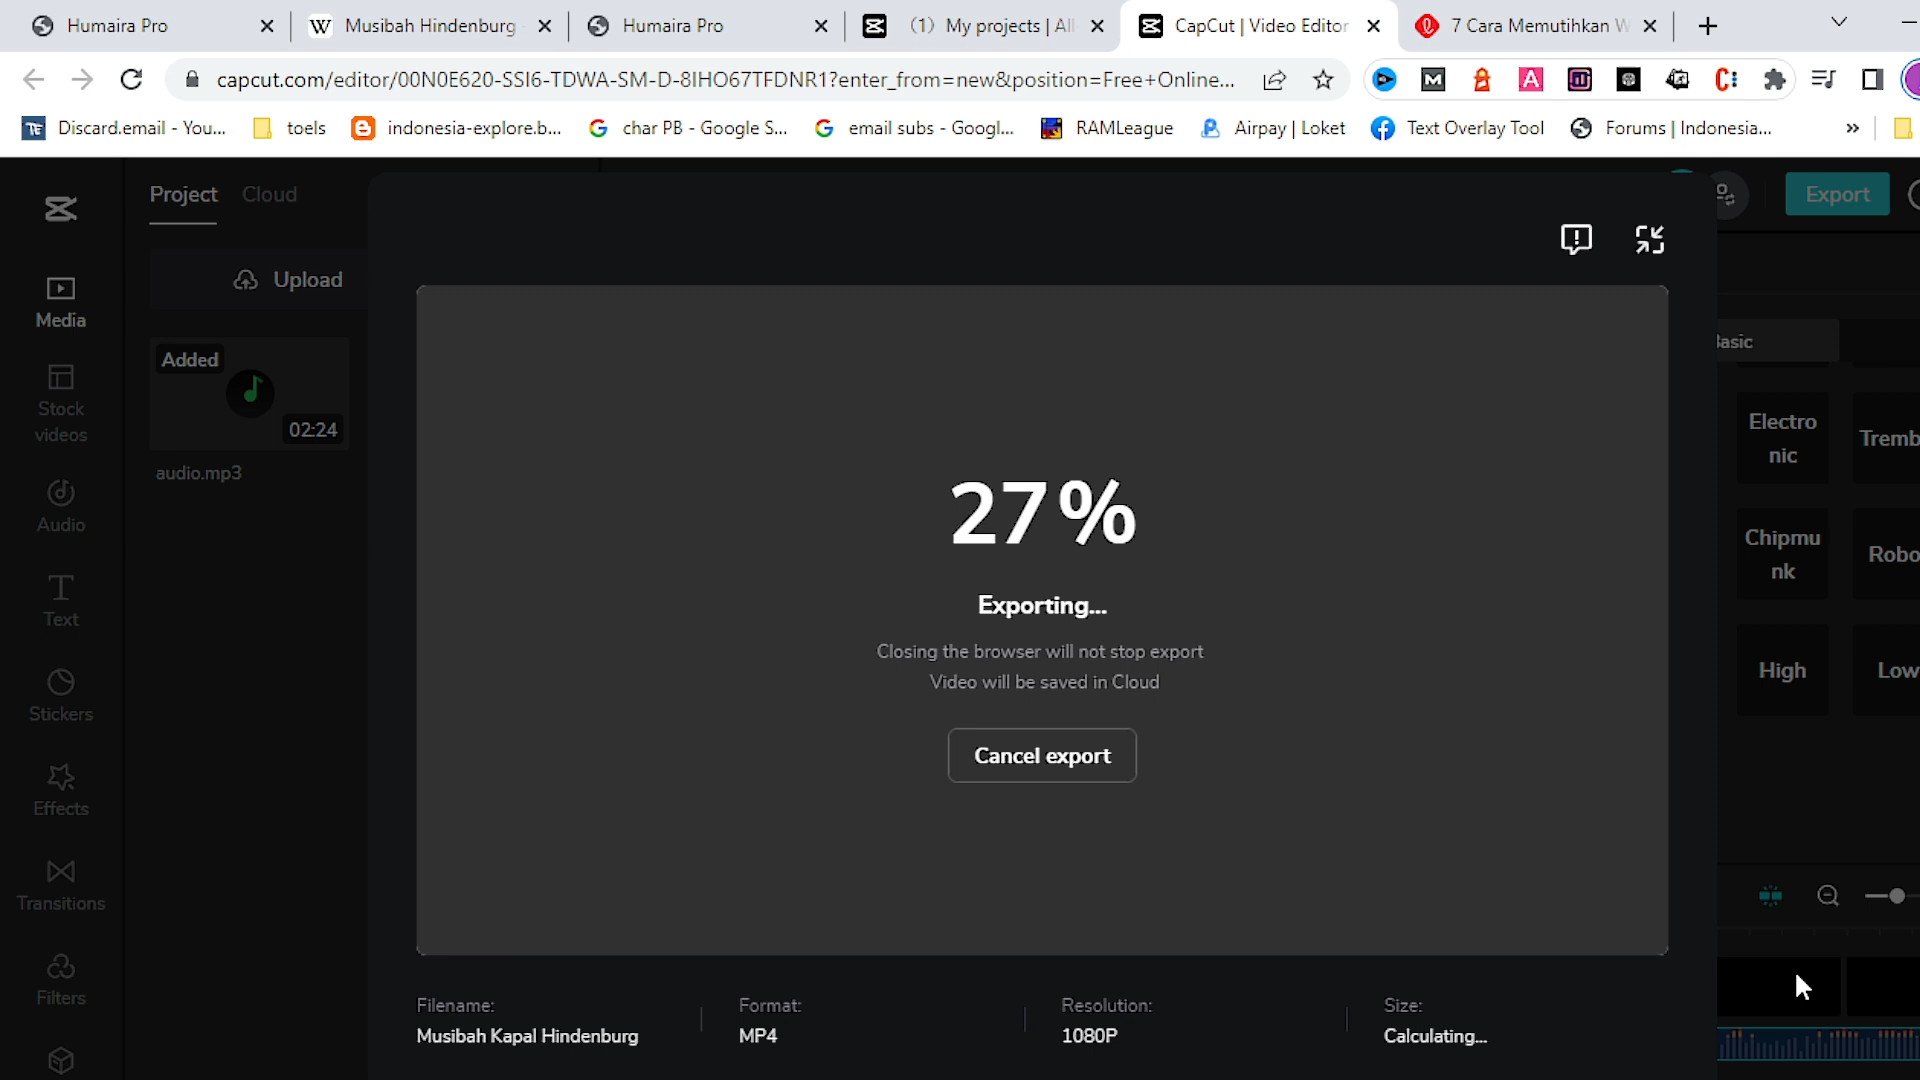 Humaira Pro
Musibah Hindenburg
Humaira Pro
(1) My projects | All
CapCut | Video Editor
7 Cara Memutihkan W
capcut.com/editor/00N0E620-SSI6-TDWA-SM-D-8IHO67TFDNR1?enter_from=new&position=Free+Online...
Discard.email - You...
toels
indonesia-explore.b...
char PB - Google S...
email subs - Googl...
RAMLeague
Airpay | Loket
Text Overlay Tool
Forums | Indonesia...
»
Project
Cloud
Export
Upload
Media
Added
02:24
audio.mp3
Stock
videos
Audio
Text
Stickers
Effects
Transitions
Filters
27%
Exporting...
Closing the browser will not stop export
Video will be saved in Cloud
Cancel export
Basic
Electro
nic
Tremb
Chipmu
nk
Robo
High
Low
Filename:
Musibah Kapal Hindenburg
Format:
MP4
Resolution:
1080P
Size:
Calculating...